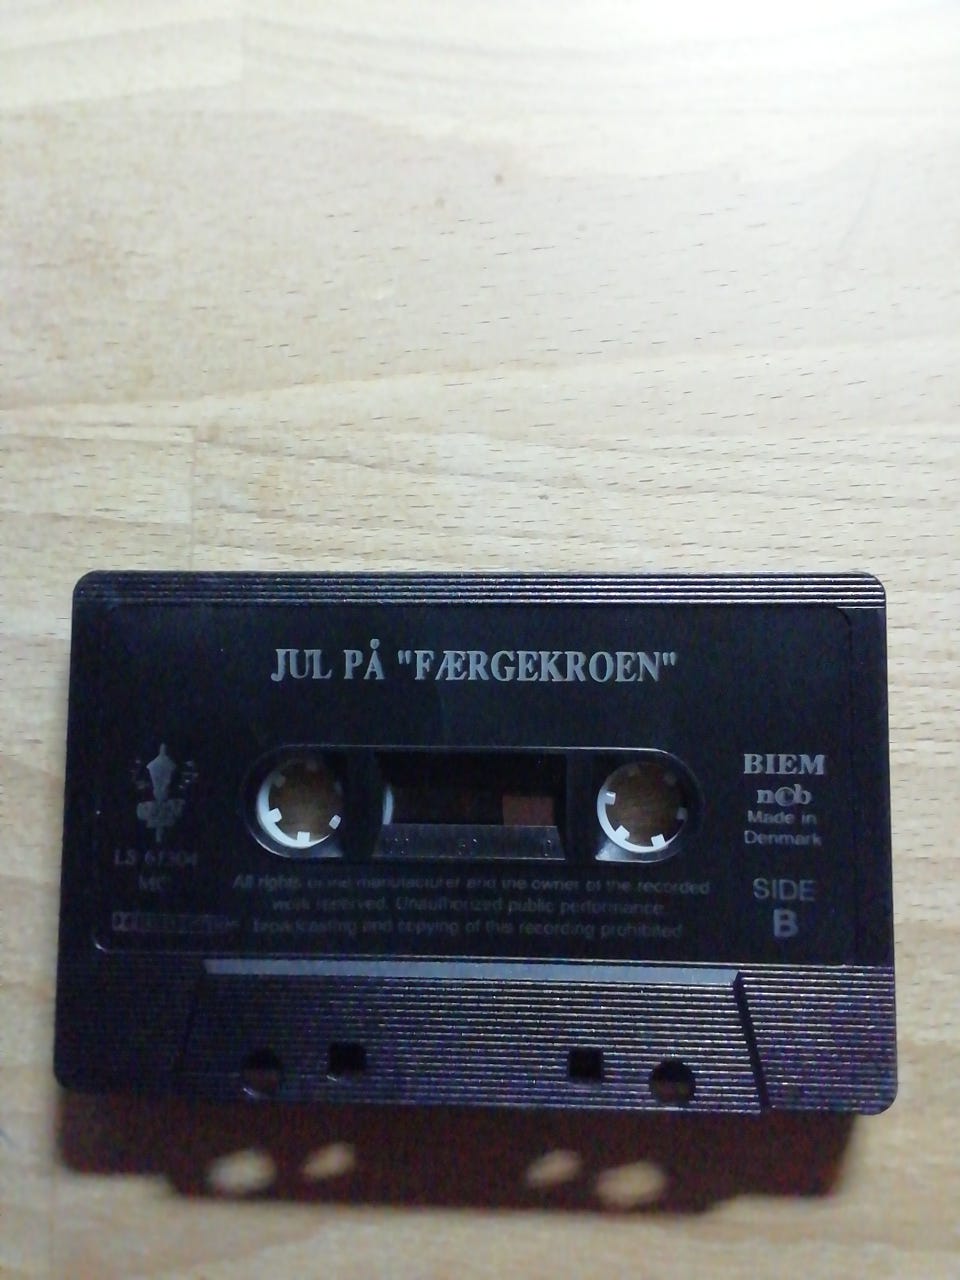 JUL PÅ "FÆRGEKROEN"
BIEM
ncb
Made in
Denmark
LS 61304
MC
SIDE
B
All rights of the manufacturer and the owner of the recorded
work reserved. Unauthorized public performance,
broadcasting and copying of this recording prohibited